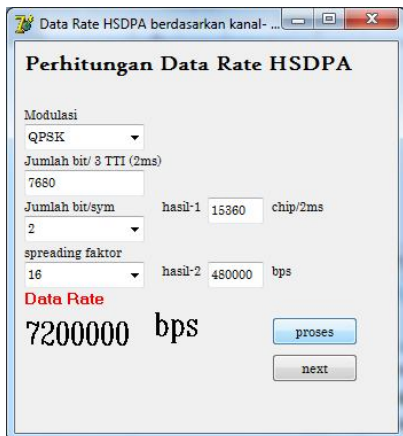 Data Rate HSDPA berdasarkan kanal- ...
Perhitungan Data Rate HSDPA
Modulasi
QPSK
Jumlah bit/ 3 TTI (2ms)
7680
Jumlah bit/sym
hasil-1 15360 chip/2ms
2
spreading faktor
hasil-2 480000 bps
16
Data Rate
7200000 bps
proses
next